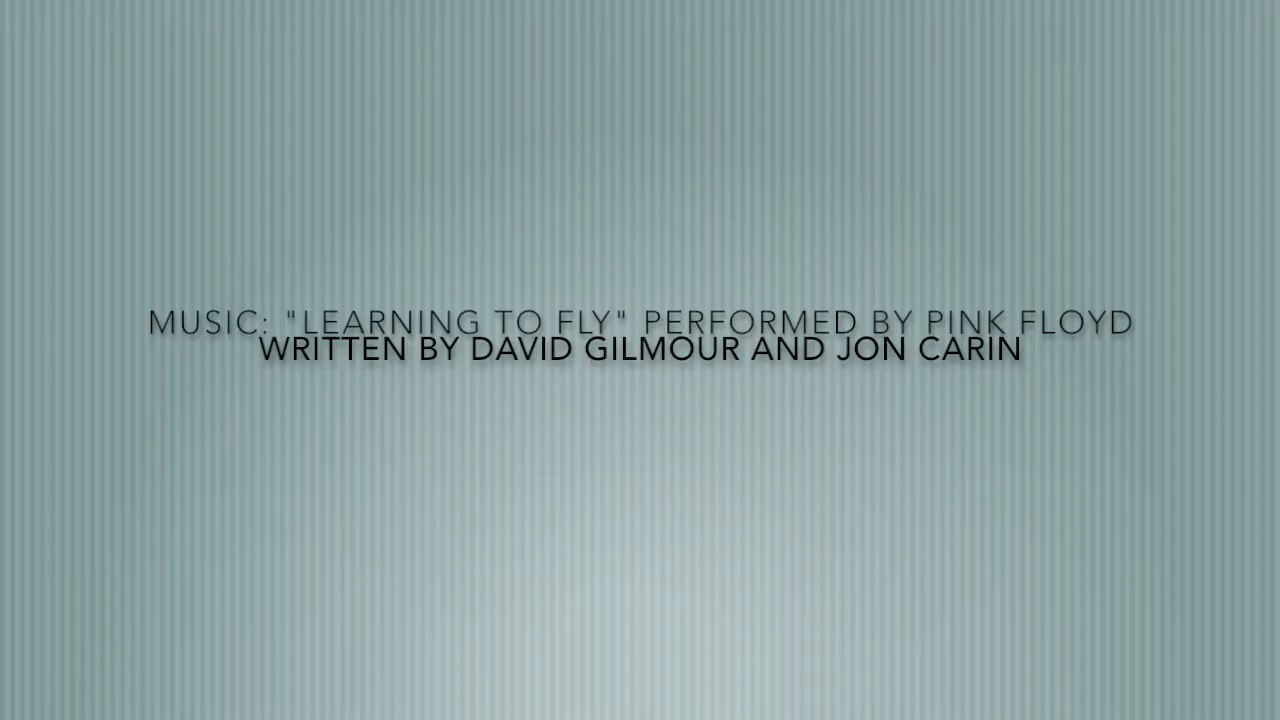 MUSIC: "LEARNING TO FLY" PERFORMED BY PINK FLOYD
WRITTEN BY DAVID GILMOUR AND JON CARIN